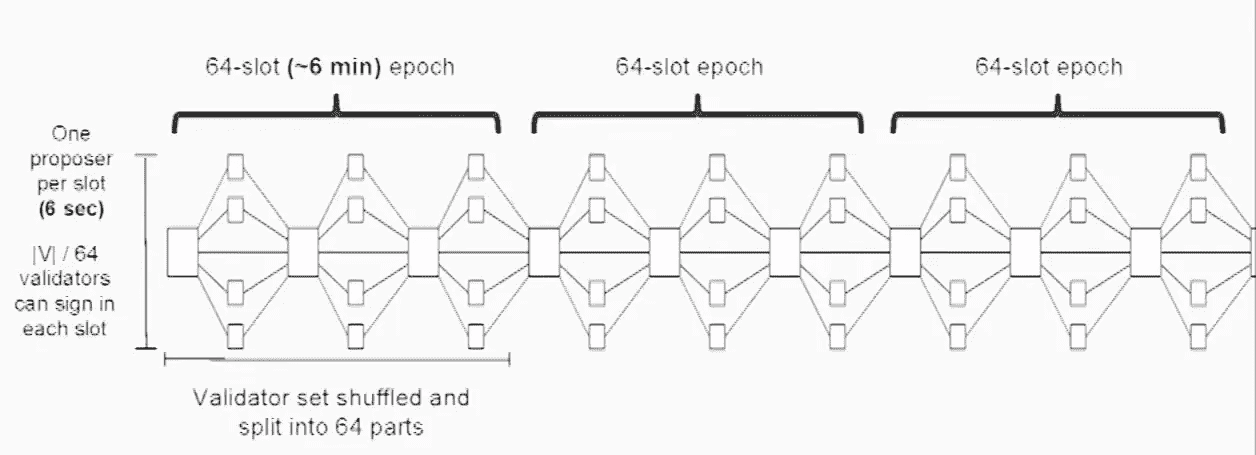 64-slot (~6 min) epoch
64-slot epoch
64-slot epoch
One
proposer
per slot
(6 sec)
|V| / 64
validators
can sign in
each slot
Validator set shuffled and
split into 64 parts